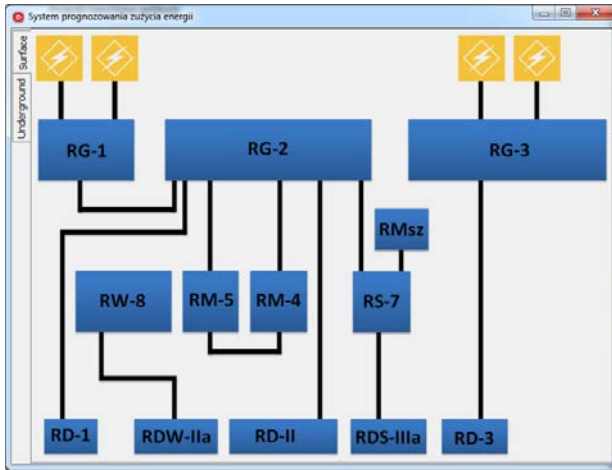 System prognozowania zużycia energii
Surface
Underground
RG-1
RG-2
RG-3
RMsz
RW-8
RM-5
RM-4
RS-7
RD-1
RDW-IIa
RD-II
RDS-IIIa
RD-3